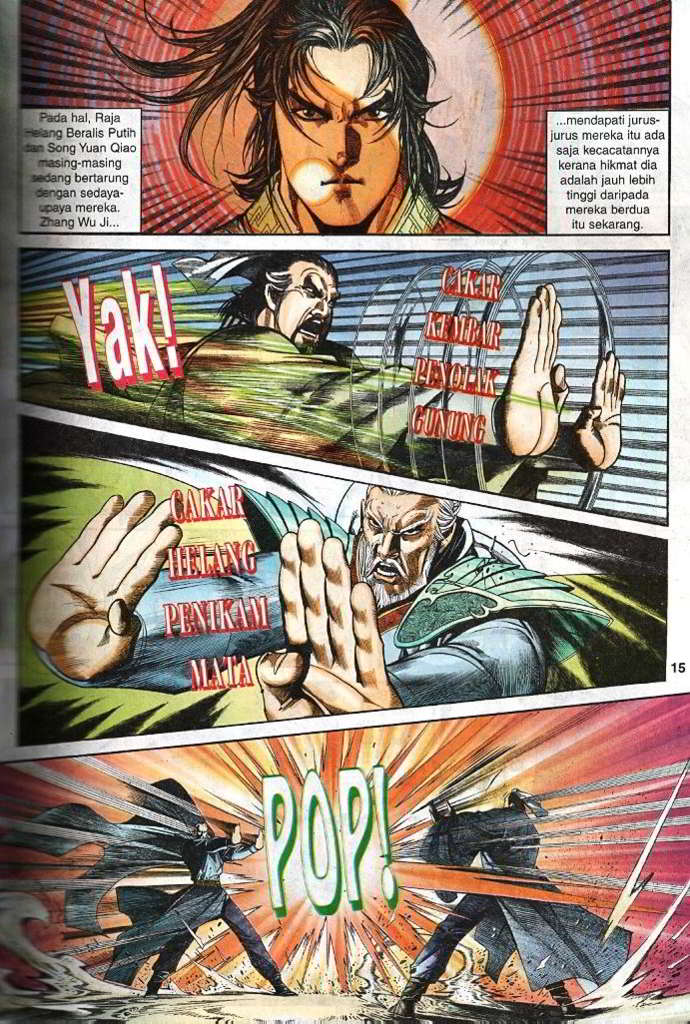 Pada hal, Raja
Helang Beralis Putih
dan Song Yuan Qiao
masing-masing
sedang bertarung
dengan sedaya-
upaya mereka.
Zhang Wu Ji...
...mendapati jurus-
jurus mereka itu ada
saja kecacatannya
kerana hikmat dia
adalah jauh lebih
tinggi daripada
mereka berdua
itu sekarang.
Yak!
CAKAR
KEMBAR
PENOLAK
GUNUNG
CAKAR
HELANG
PENIKAM
MATA
15
POP!